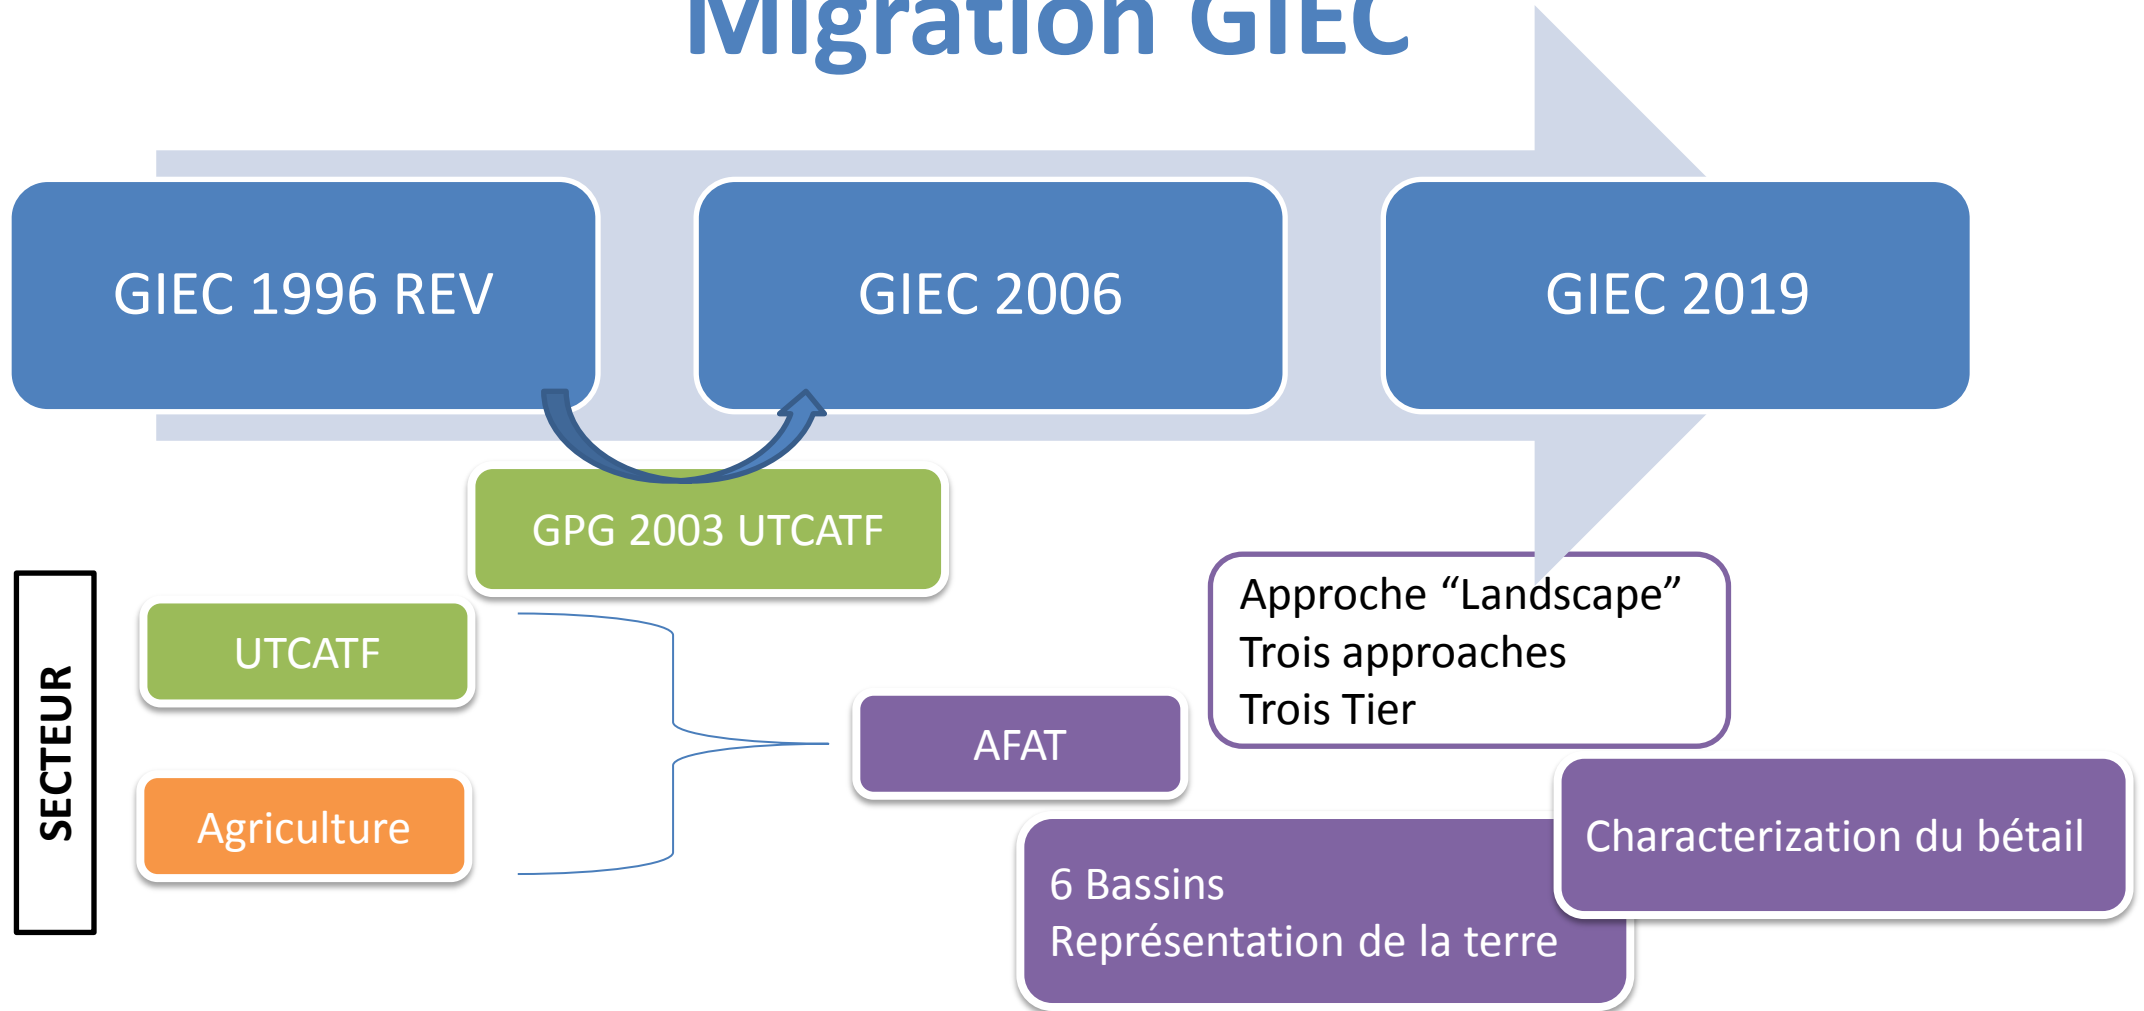 Migration GIEC
GIEC 1996 REV
GIEC 2006
GIEC 2019
GPG 2003 UTCATF
SECTEUR
UTCATF
Agriculture
AFAT
Approche “Landscape”
Trois approaches
Trois Tier
Characterization du bétail
6 Bassins
Représentation de la terre